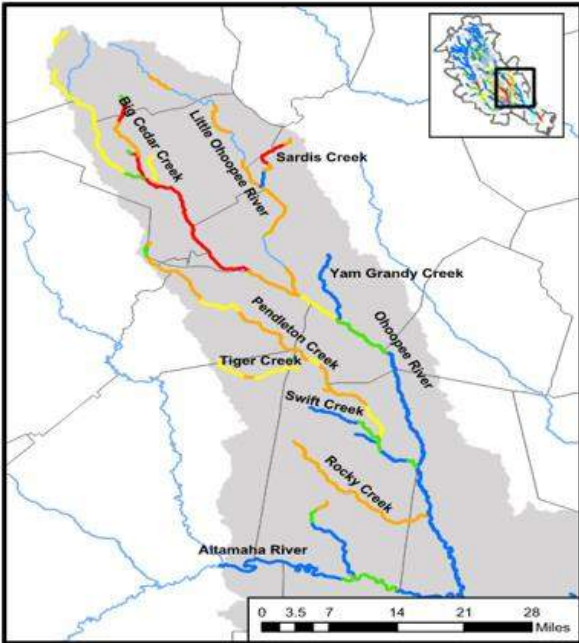 Big Cedar Creek
Little Ohoopee River
Sardis Creek
Yam Grandy Creek
Ohoopee River
Pendleton Creek
Tiger Creek
Swift Creek
Rocky Creek
Altamaha River
0 3.5 7 14 21 28
Miles